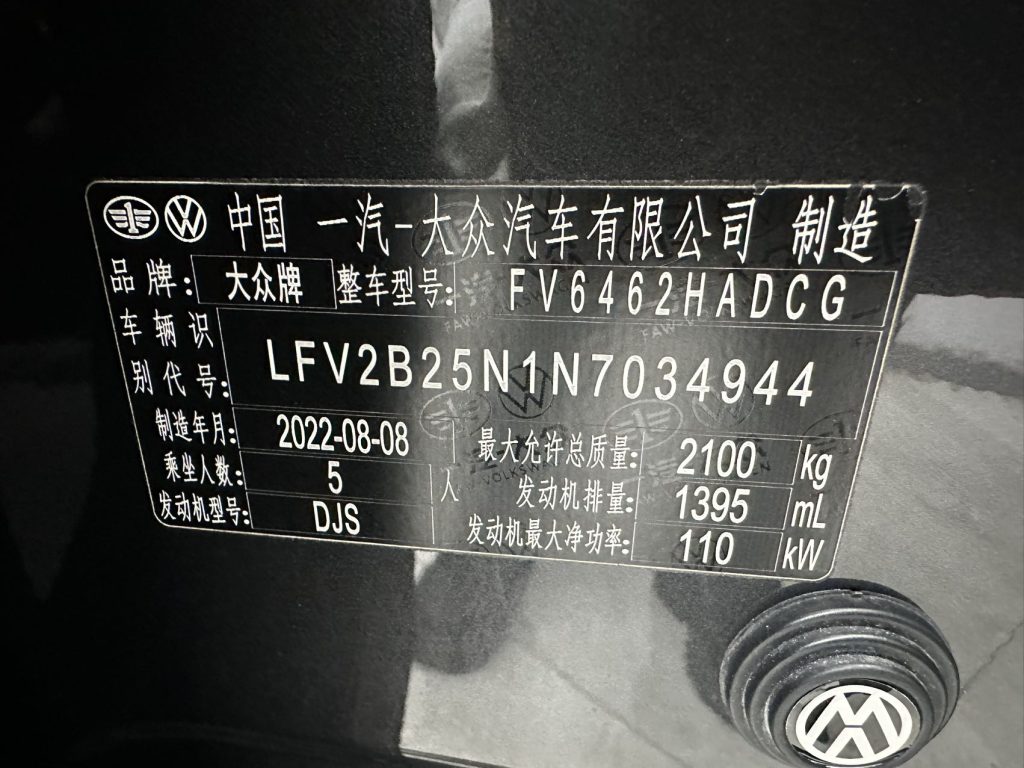 中国 一汽-大众汽车有限公司 制造
品牌: 大众牌 整车型号: FV6462HADCG
车辆识别代号: LFV2B25N1N7034944
制造年月: 2022-08-08 最大允许总质量: 2100 kg
乘坐人数: 5 人 发动机排量: 1395 mL
发动机型号: DJS 发动机最大净功率: 110 kW